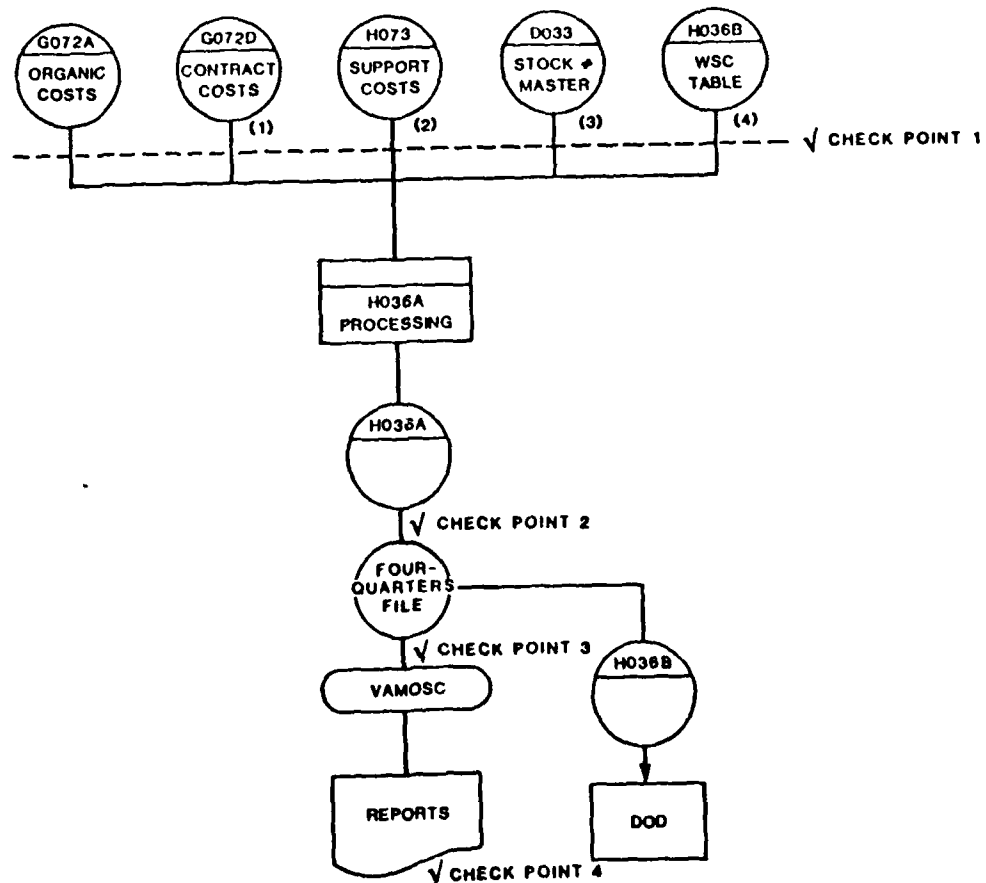 G072A
ORGANIC
COSTS
G072D
CONTRACT
COSTS
(1)
H073
SUPPORT
COSTS
(2)
D033
STOCK #
MASTER
(3)
H036B
WSC
TABLE
(4)
√ CHECK POINT 1
H036A
PROCESSING
H036A
√ CHECK POINT 2
FOUR-
QUARTERS
FILE
√ CHECK POINT 3
VAMOSC
H036B
REPORTS
DOD
√ CHECK POINT 4